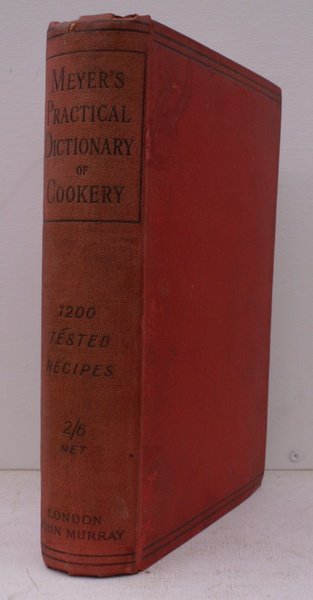 MEYER'S
PRACTICAL
DICTIONARY
OF
COOKERY
1200
TESTED
RECIPES
2/6
NET
LONDON
JOHN MURRAY